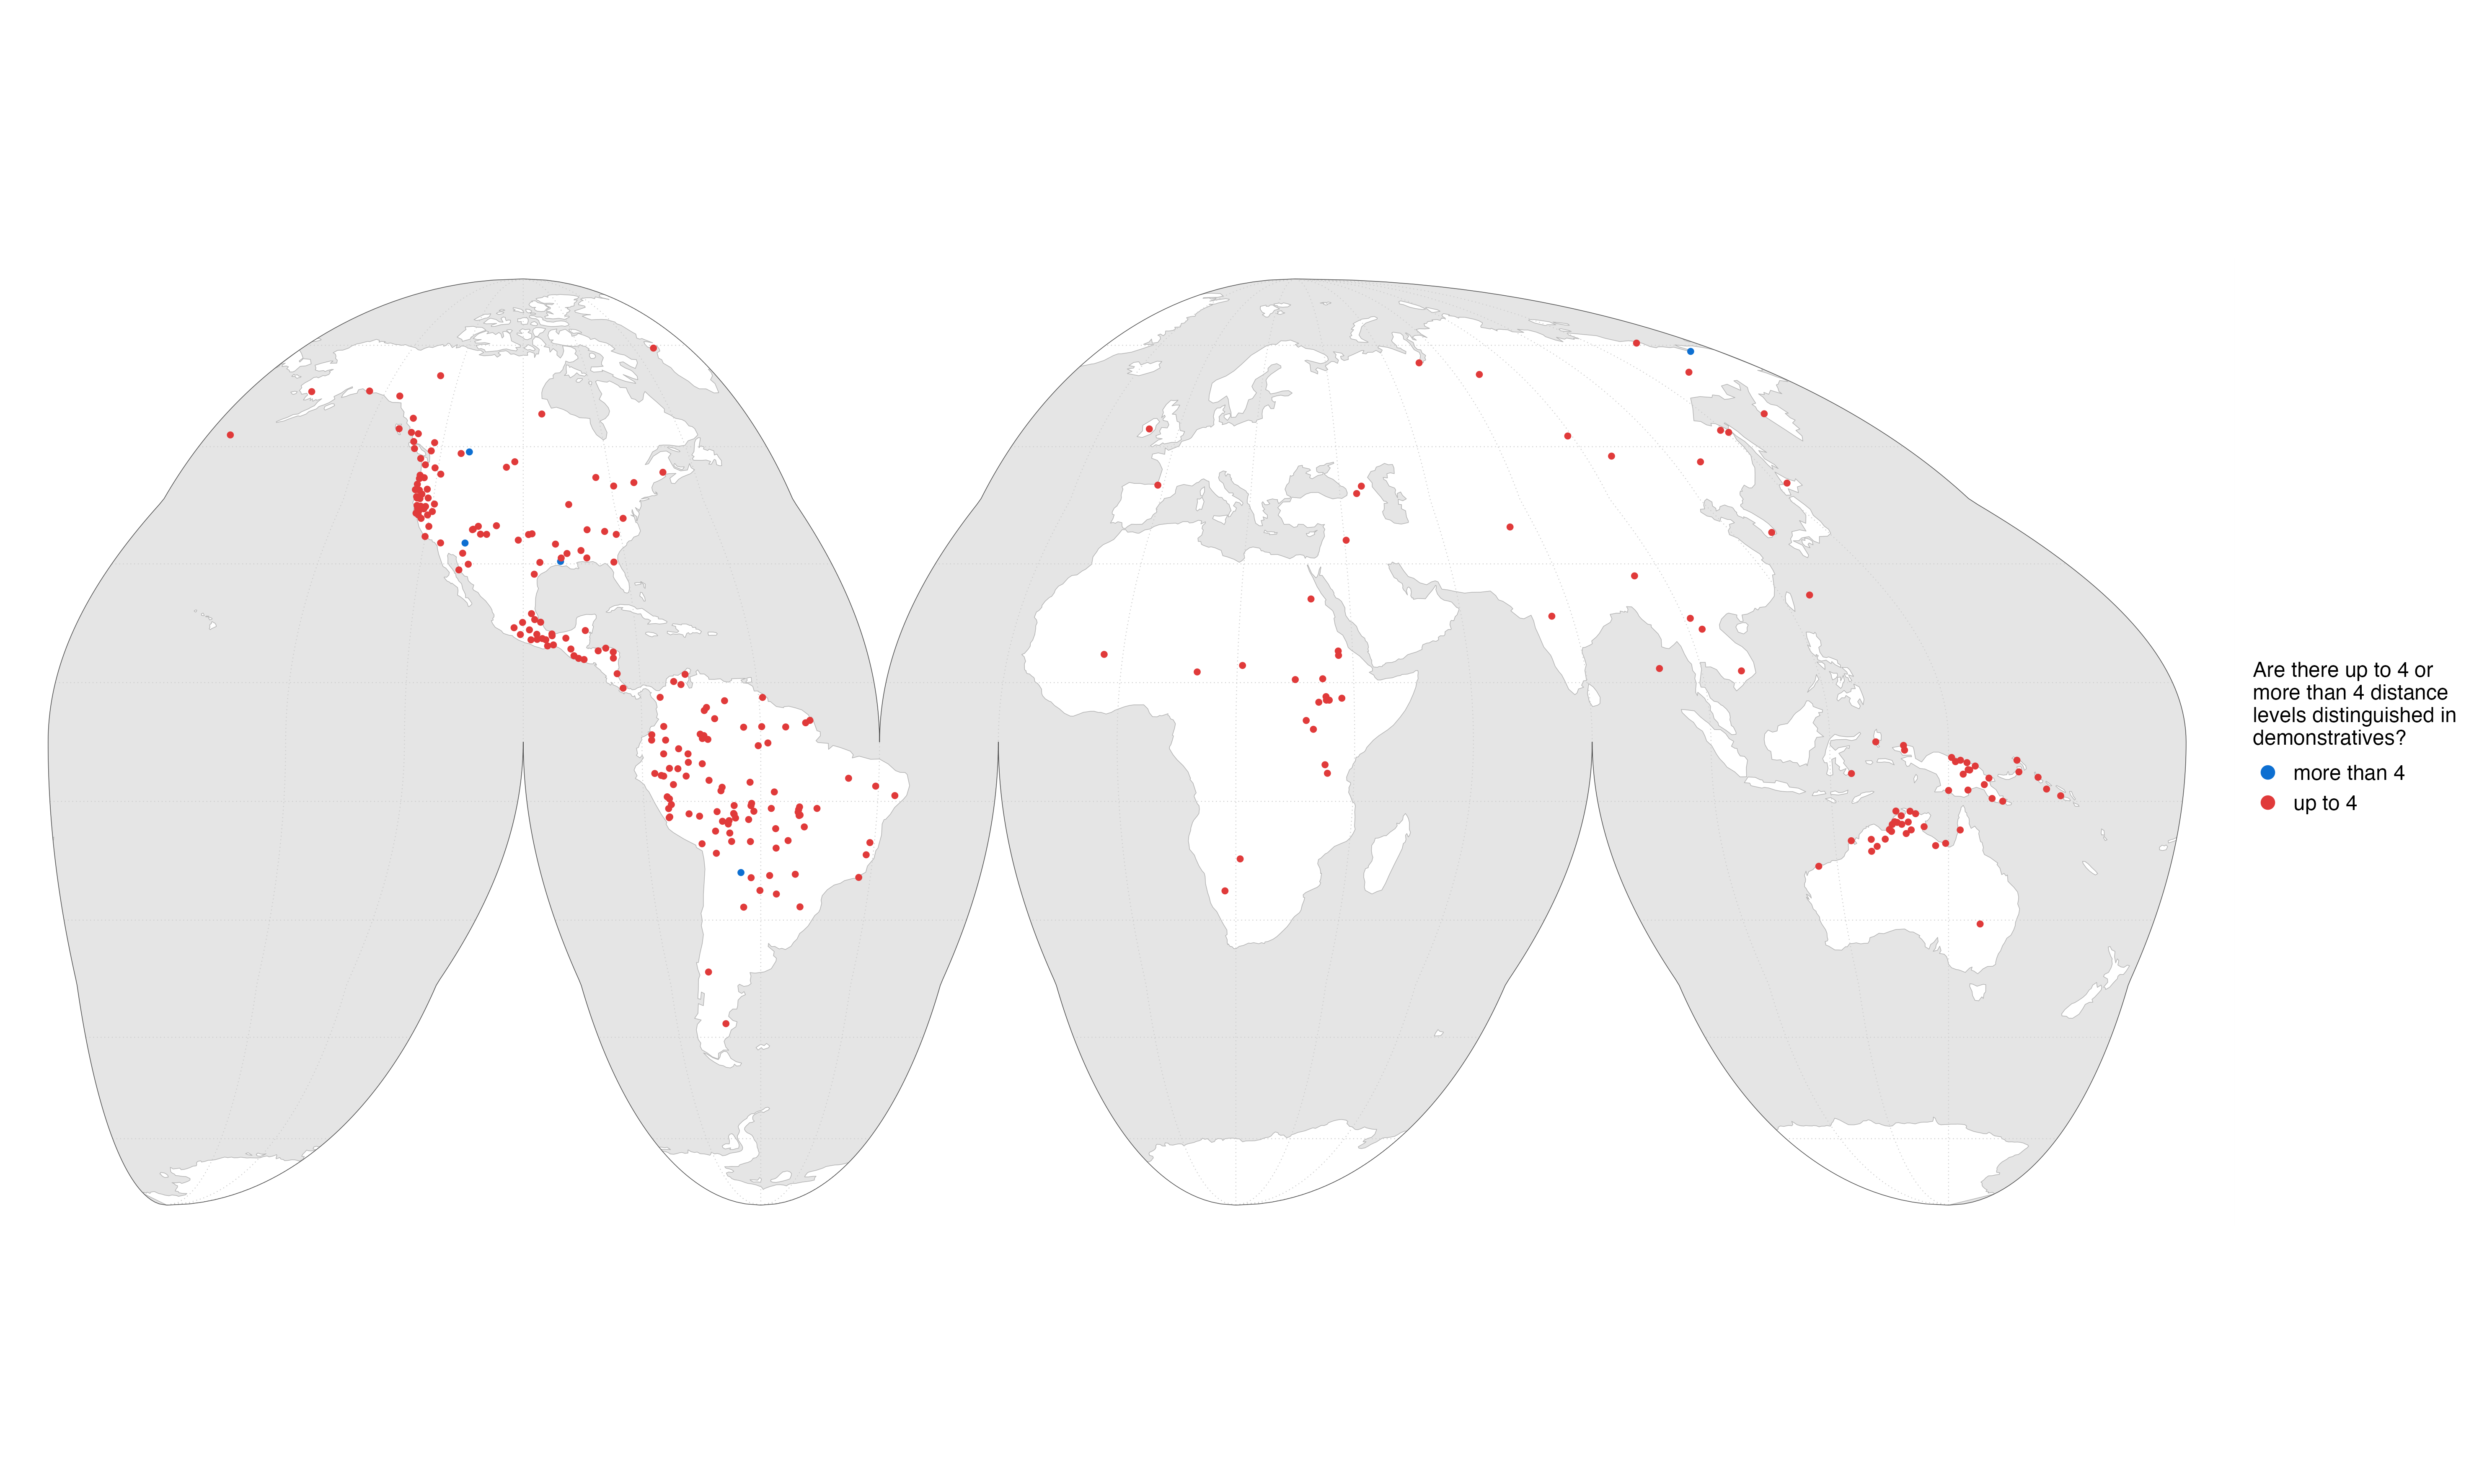 Are there up to 4 or
more than 4 distance
levels distinguished in
demonstratives?
more than 4
up to 4